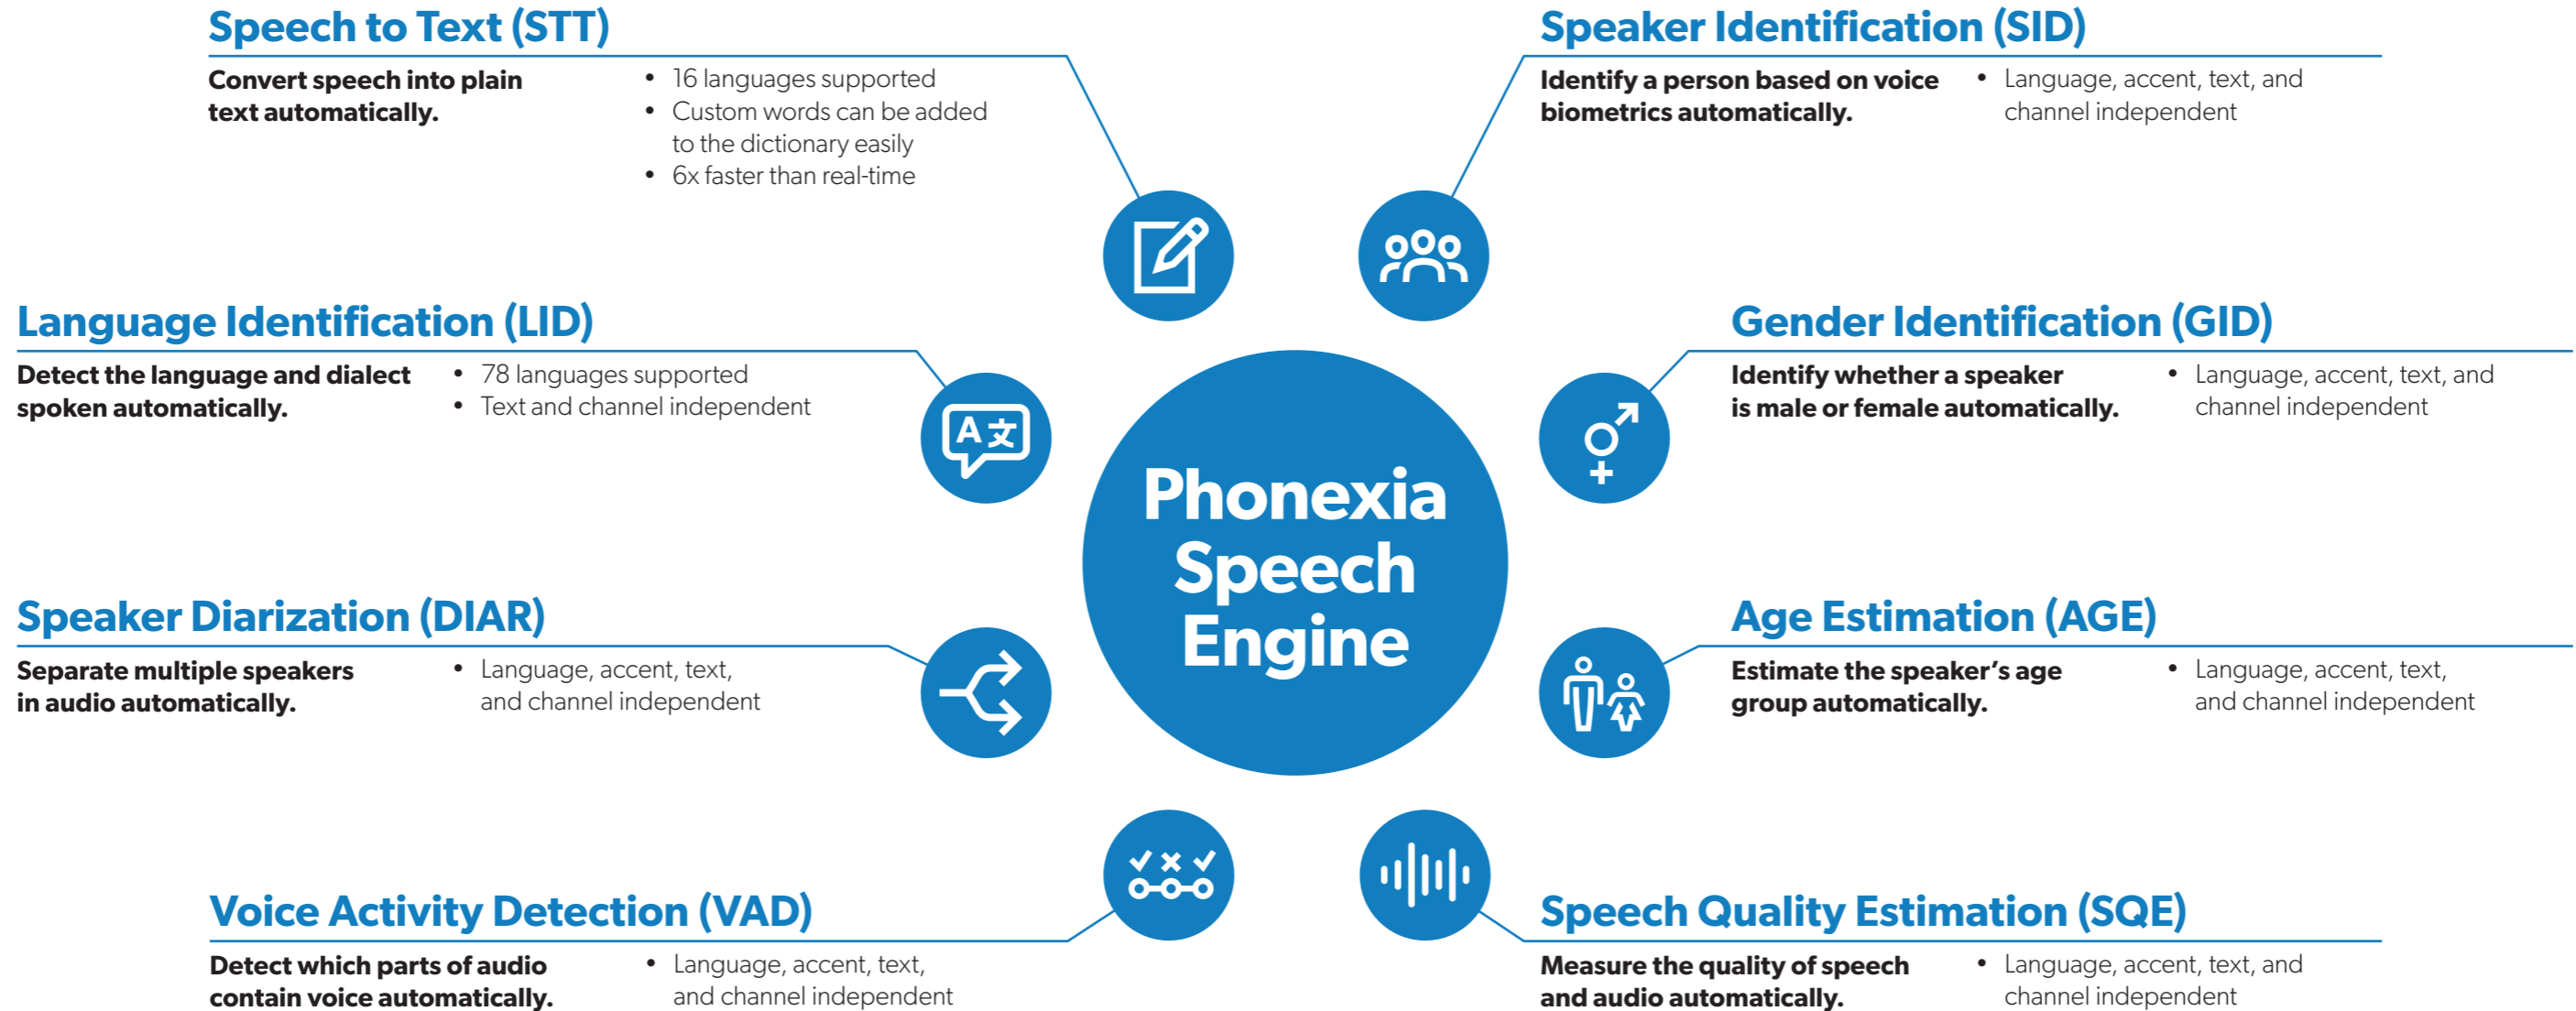 Speech to Text (STT)
Convert speech into plain
text automatically.
• 16 languages supported
• Custom words can be added
to the dictionary easily
• 6x faster than real-time
Speaker Identification (SID)
Identify a person based on voice
biometrics automatically.
• Language, accent, text, and
channel independent
Language Identification (LID)
Detect the language and dialect
spoken automatically.
• 78 languages supported
• Text and channel independent
A文
Gender Identification (GID)
Identify whether a speaker
is male or female automatically.
• Language, accent, text, and
channel independent
Phonexia
Speech
Engine
Speaker Diarization (DIAR)
Separate multiple speakers
in audio automatically.
• Language, accent, text,
and channel independent
Age Estimation (AGE)
Estimate the speaker’s age
group automatically.
• Language, accent, text,
and channel independent
Voice Activity Detection (VAD)
Detect which parts of audio
contain voice automatically.
• Language, accent, text,
and channel independent
Speech Quality Estimation (SQE)
Measure the quality of speech
and audio automatically.
• Language, accent, text, and
channel independent